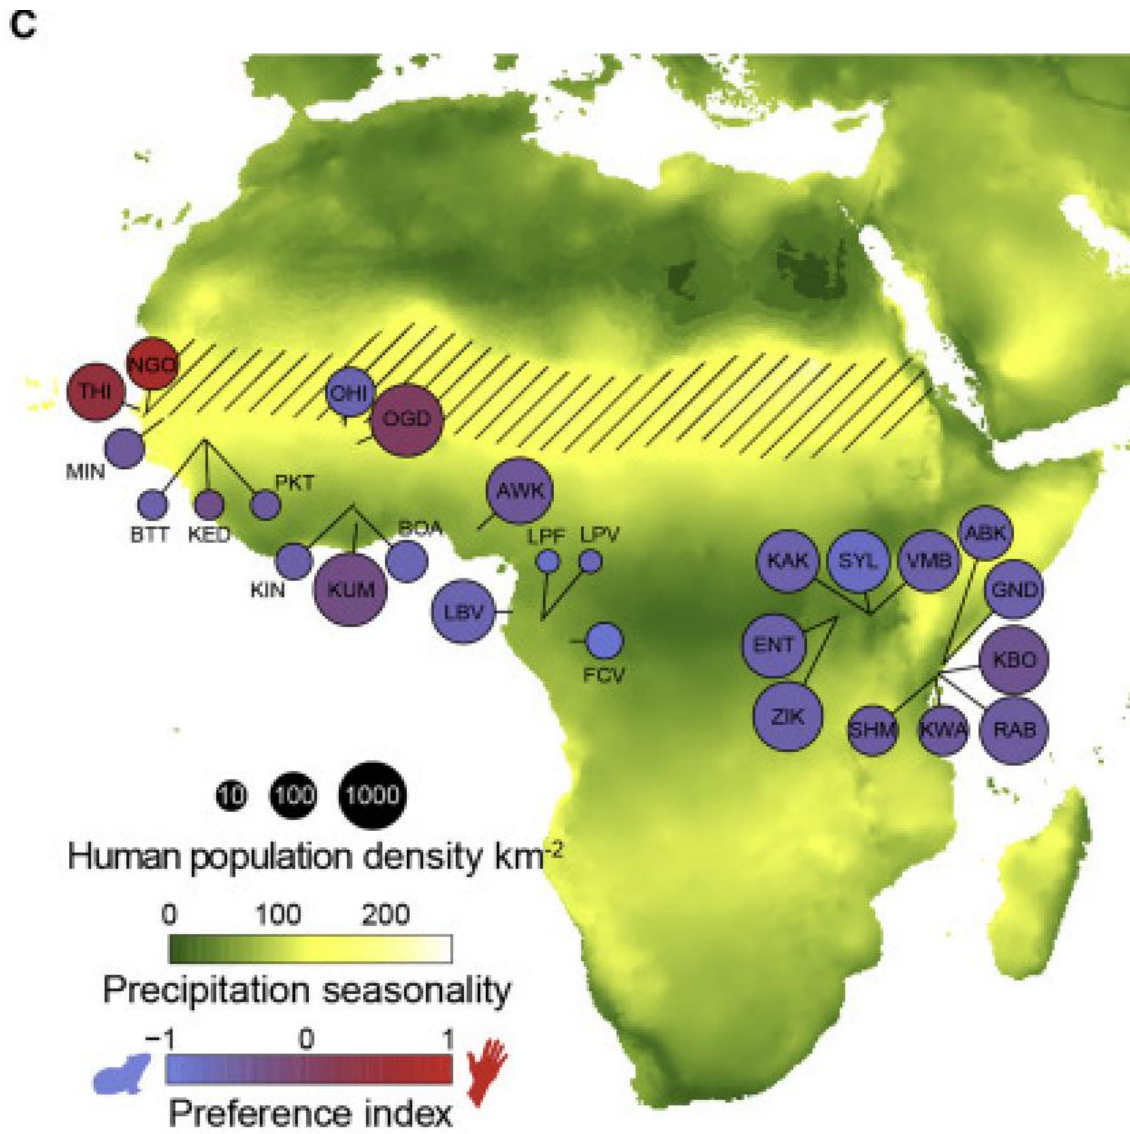 C
NGO
THI
OHI
OGD
MIN
PKT
AWK
BTT
KED
BOA
LPF
LPV
ABK
KIN
KUM
KAK
SYL
VMB
GND
LBV
ENT
KBO
FCV
ZIK
SHM
KWA
RAB
10
100
1000
Human population density km-2
0
100
200
Precipitation seasonality
−1
0
1
Preference index